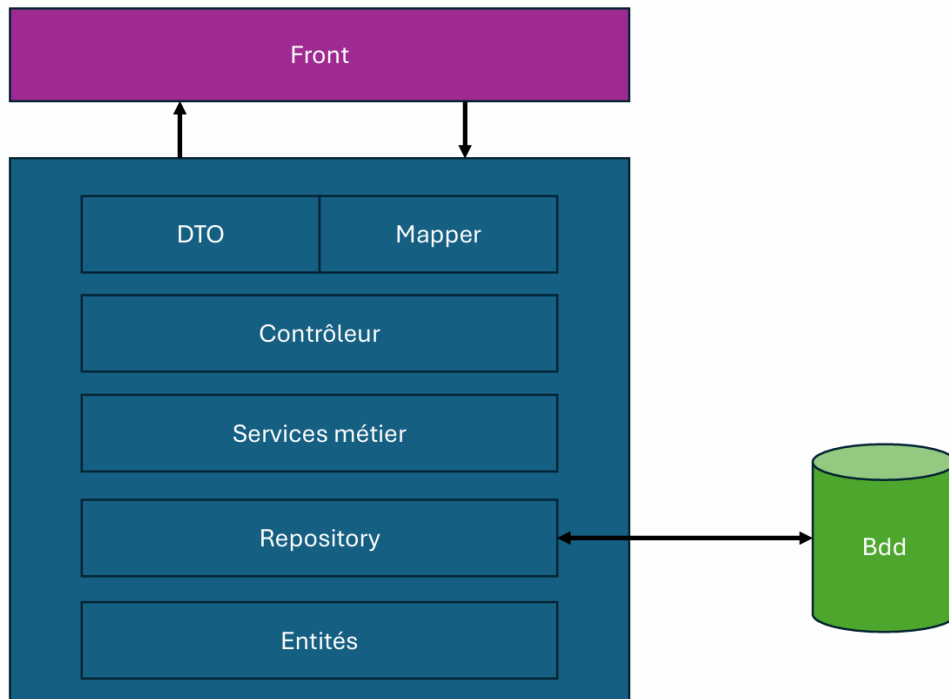 Front
DTO
Mapper
Contrôleur
Services métier
Repository
Bdd
Entités